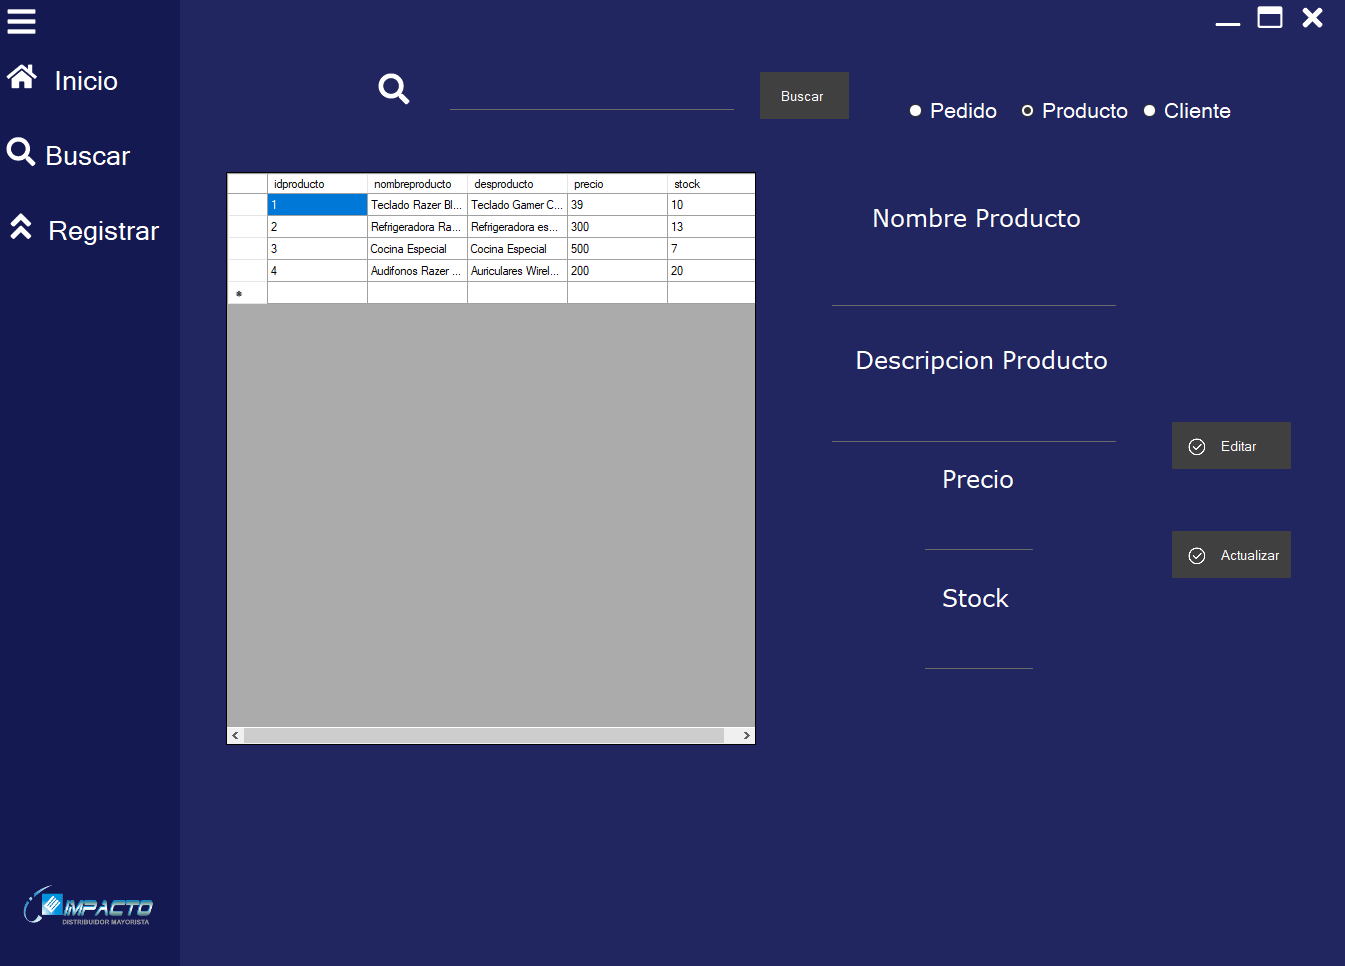 Inicio
Buscar
Registrar
IMPACTO
DISTRIBUIDOR MAYORISTA
Buscar
Pedido Producto Cliente
idproducto nombreproducto desproducto precio stock
1 Teclado Razer Bl... Teclado Gamer C... 39 10
2 Refrigeradora Ra... Refrigeradora es... 300 13
3 Cocina Especial Cocina Especial 500 7
4 Audifonos Razer ... Auriculares Wirel... 200 20
Nombre Producto
Descripcion Producto
Precio
Stock
Editar
Actualizar